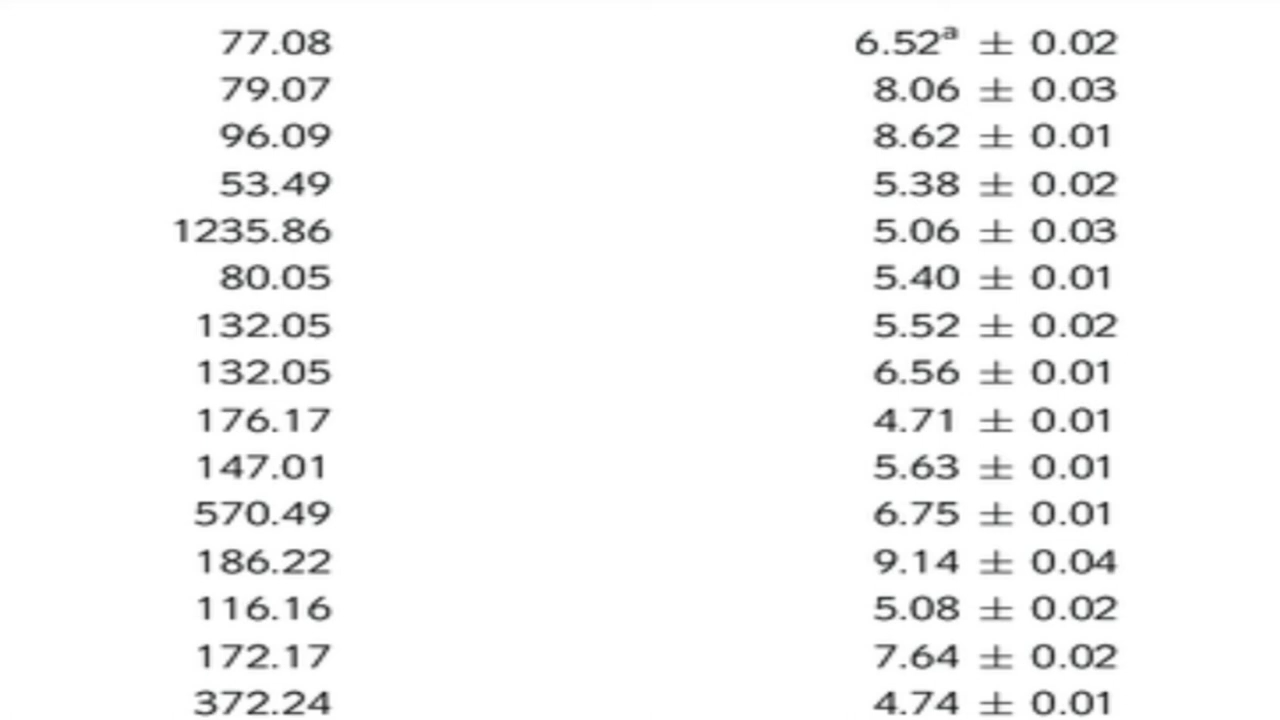 77.08 6.52ᵃ ± 0.02
79.07 8.06 ± 0.03
96.09 8.62 ± 0.01
53.49 5.38 ± 0.02
1235.86 5.06 ± 0.03
80.05 5.40 ± 0.01
132.05 5.52 ± 0.02
132.05 6.56 ± 0.01
176.17 4.71 ± 0.01
147.01 5.63 ± 0.01
570.49 6.75 ± 0.01
186.22 9.14 ± 0.04
116.16 5.08 ± 0.02
172.17 7.64 ± 0.02
372.24 4.74 ± 0.01